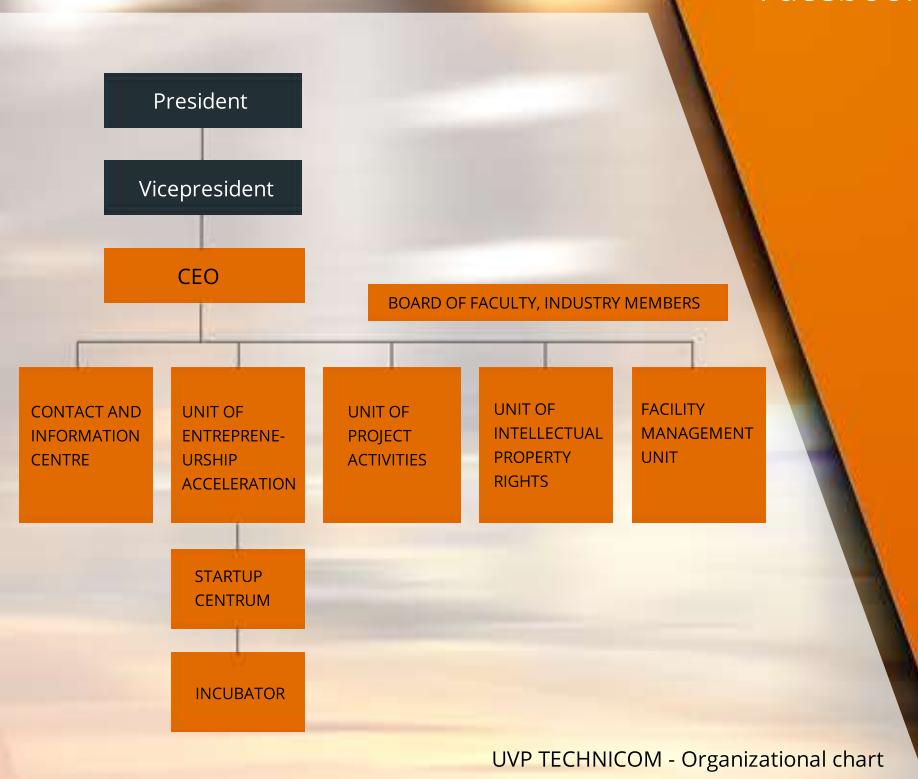 President
Vicepresident
CEO
BOARD OF FACULTY, INDUSTRY MEMBERS
CONTACT AND
INFORMATION
CENTRE
UNIT OF
ENTREPRENE-
URSHIP
ACCELERATION
UNIT OF
PROJECT
ACTIVITIES
UNIT OF
INTELLECTUAL
PROPERTY
RIGHTS
FACILITY
MANAGEMENT
UNIT
STARTUP
CENTRUM
INCUBATOR
UVP TECHNICOM - Organizational chart